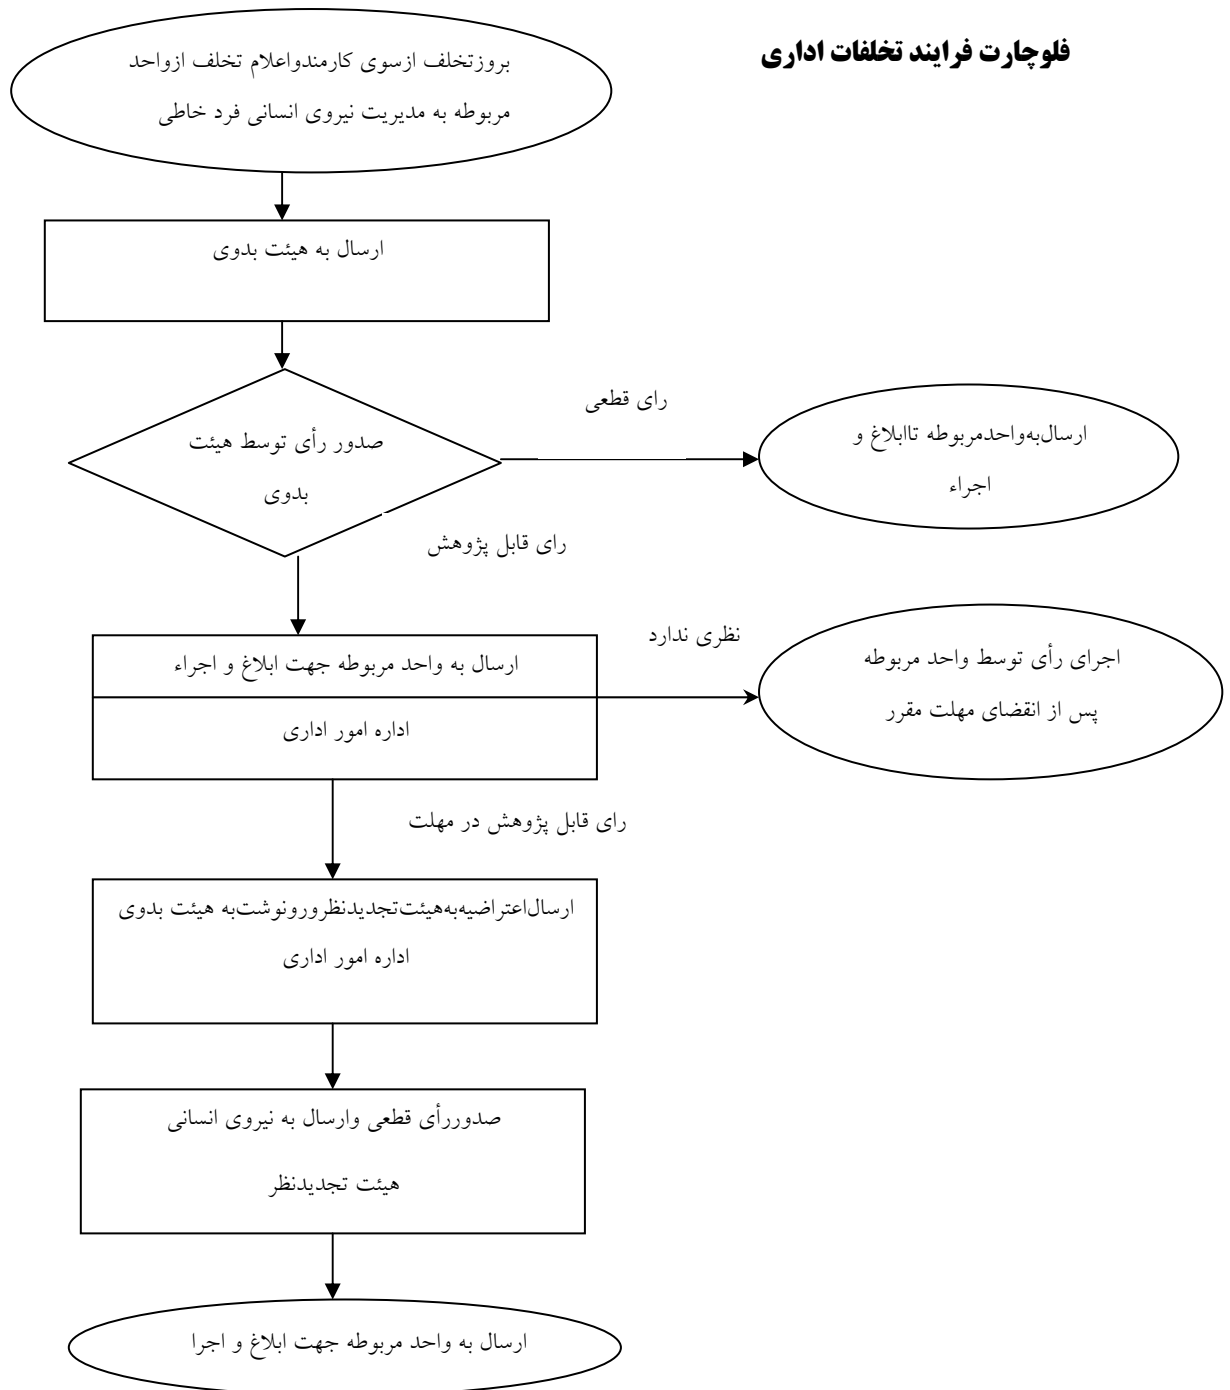 فلوچارت فرایند تخلفات اداری
بروزتخلف ازسوی کارمندواعلام تخلف ازواحد
مربوطه به مدیریت نیروی انسانی فرد خاطی
ارسال به هیئت بدوی
صدور رأی توسط هیئت
بدوی
رای قطعی
ارسال‌به‌واحدمربوطه تاابلاغ و
اجراء
رای قابل پژوهش
ارسال به واحد مربوطه جهت ابلاغ و اجراء
اداره امور اداری
نظری ندارد
اجرای رأی توسط واحد مربوطه
پس از انقضای مهلت مقرر
رای قابل پژوهش در مهلت
ارسال‌اعتراضیه‌به‌هیئت‌تجدیدنظرورونوشت‌به هیئت بدوی
اداره امور اداری
صدوررأی قطعی وارسال به نیروی انسانی
هیئت تجدیدنظر
ارسال به واحد مربوطه جهت ابلاغ و اجرا